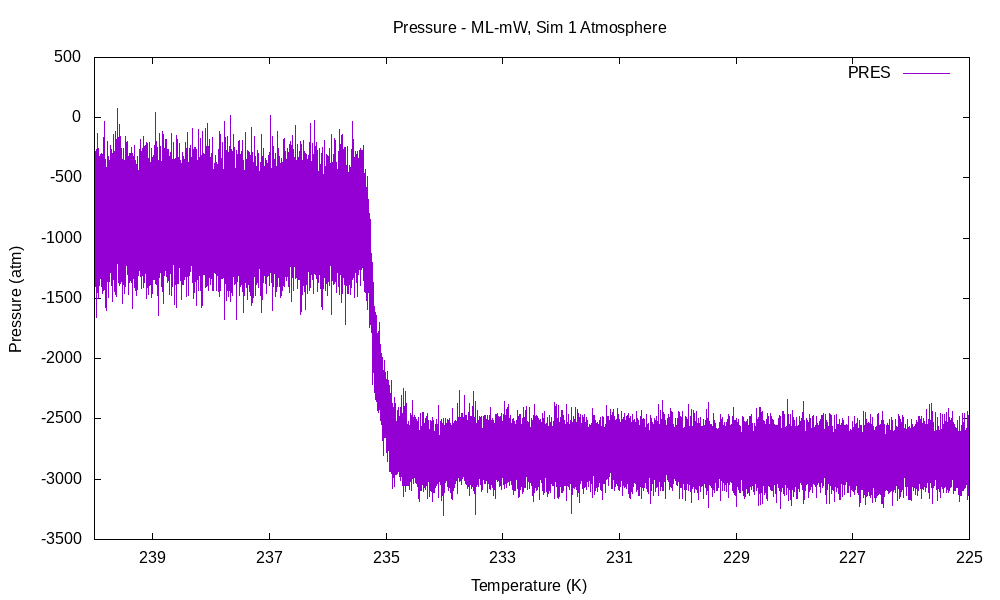 Pressure - ML-mW, Sim 1 Atmosphere
PRES
500
0
-500
-1000
-1500
-2000
-2500
-3000
-3500
Pressure (atm)
239 237 235 233 231 229 227 225
Temperature (K)